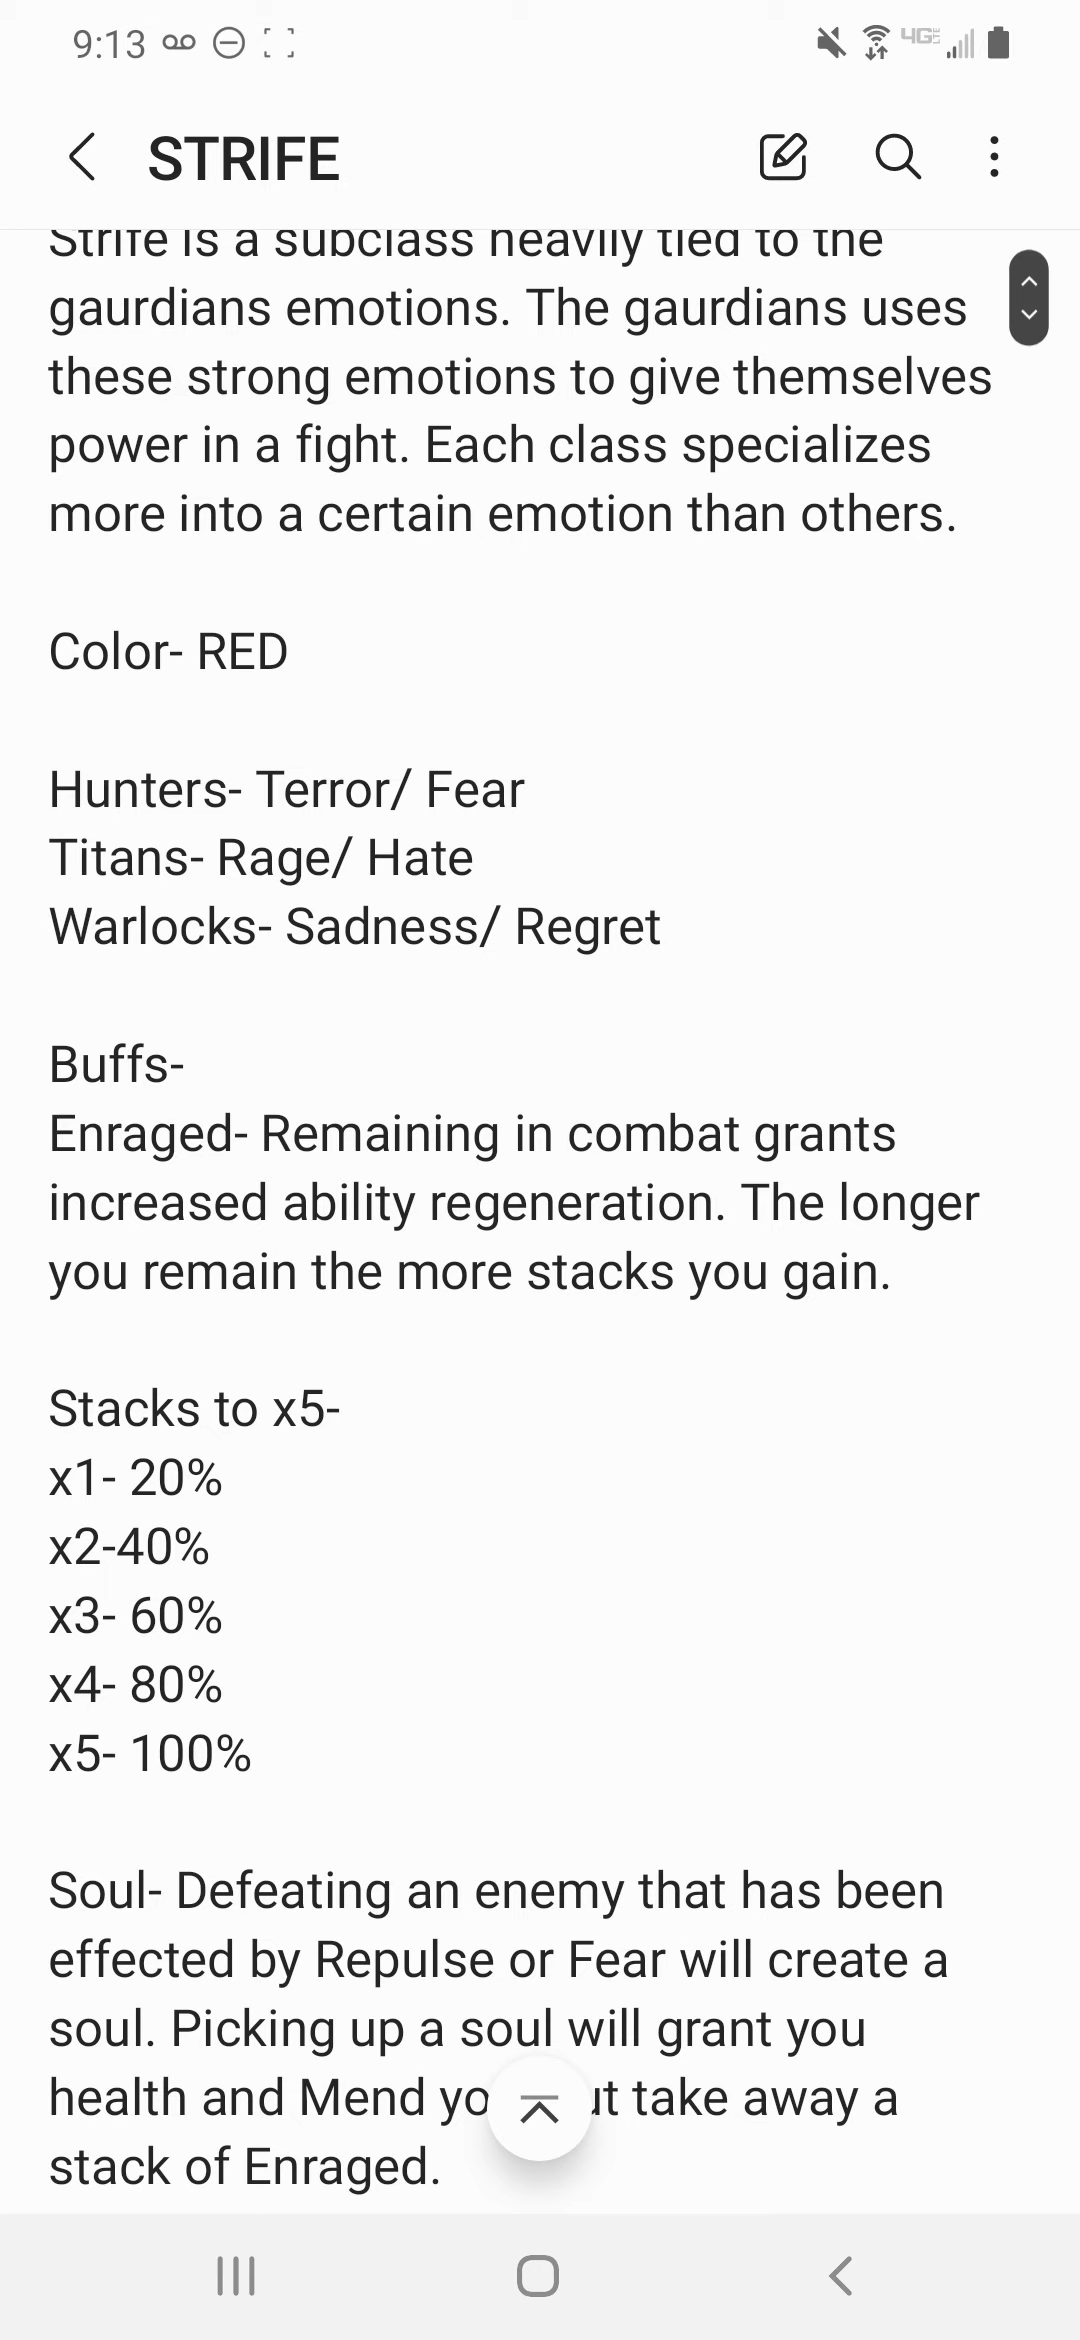 9:13
4G LTE
STRIFE
Strife is a subclass heavily tied to the
gaurdians emotions. The gaurdians uses
these strong emotions to give themselves
power in a fight. Each class specializes
more into a certain emotion than others.
Color- RED
Hunters- Terror/ Fear
Titans- Rage/ Hate
Warlocks- Sadness/ Regret
Buffs-
Enraged- Remaining in combat grants
increased ability regeneration. The longer
you remain the more stacks you gain.
Stacks to x5-
x1- 20%
x2-40%
x3- 60%
x4- 80%
x5- 100%
Soul- Defeating an enemy that has been
effected by Repulse or Fear will create a
soul. Picking up a soul will grant you
health and Mend take away a
stack of Enraged.